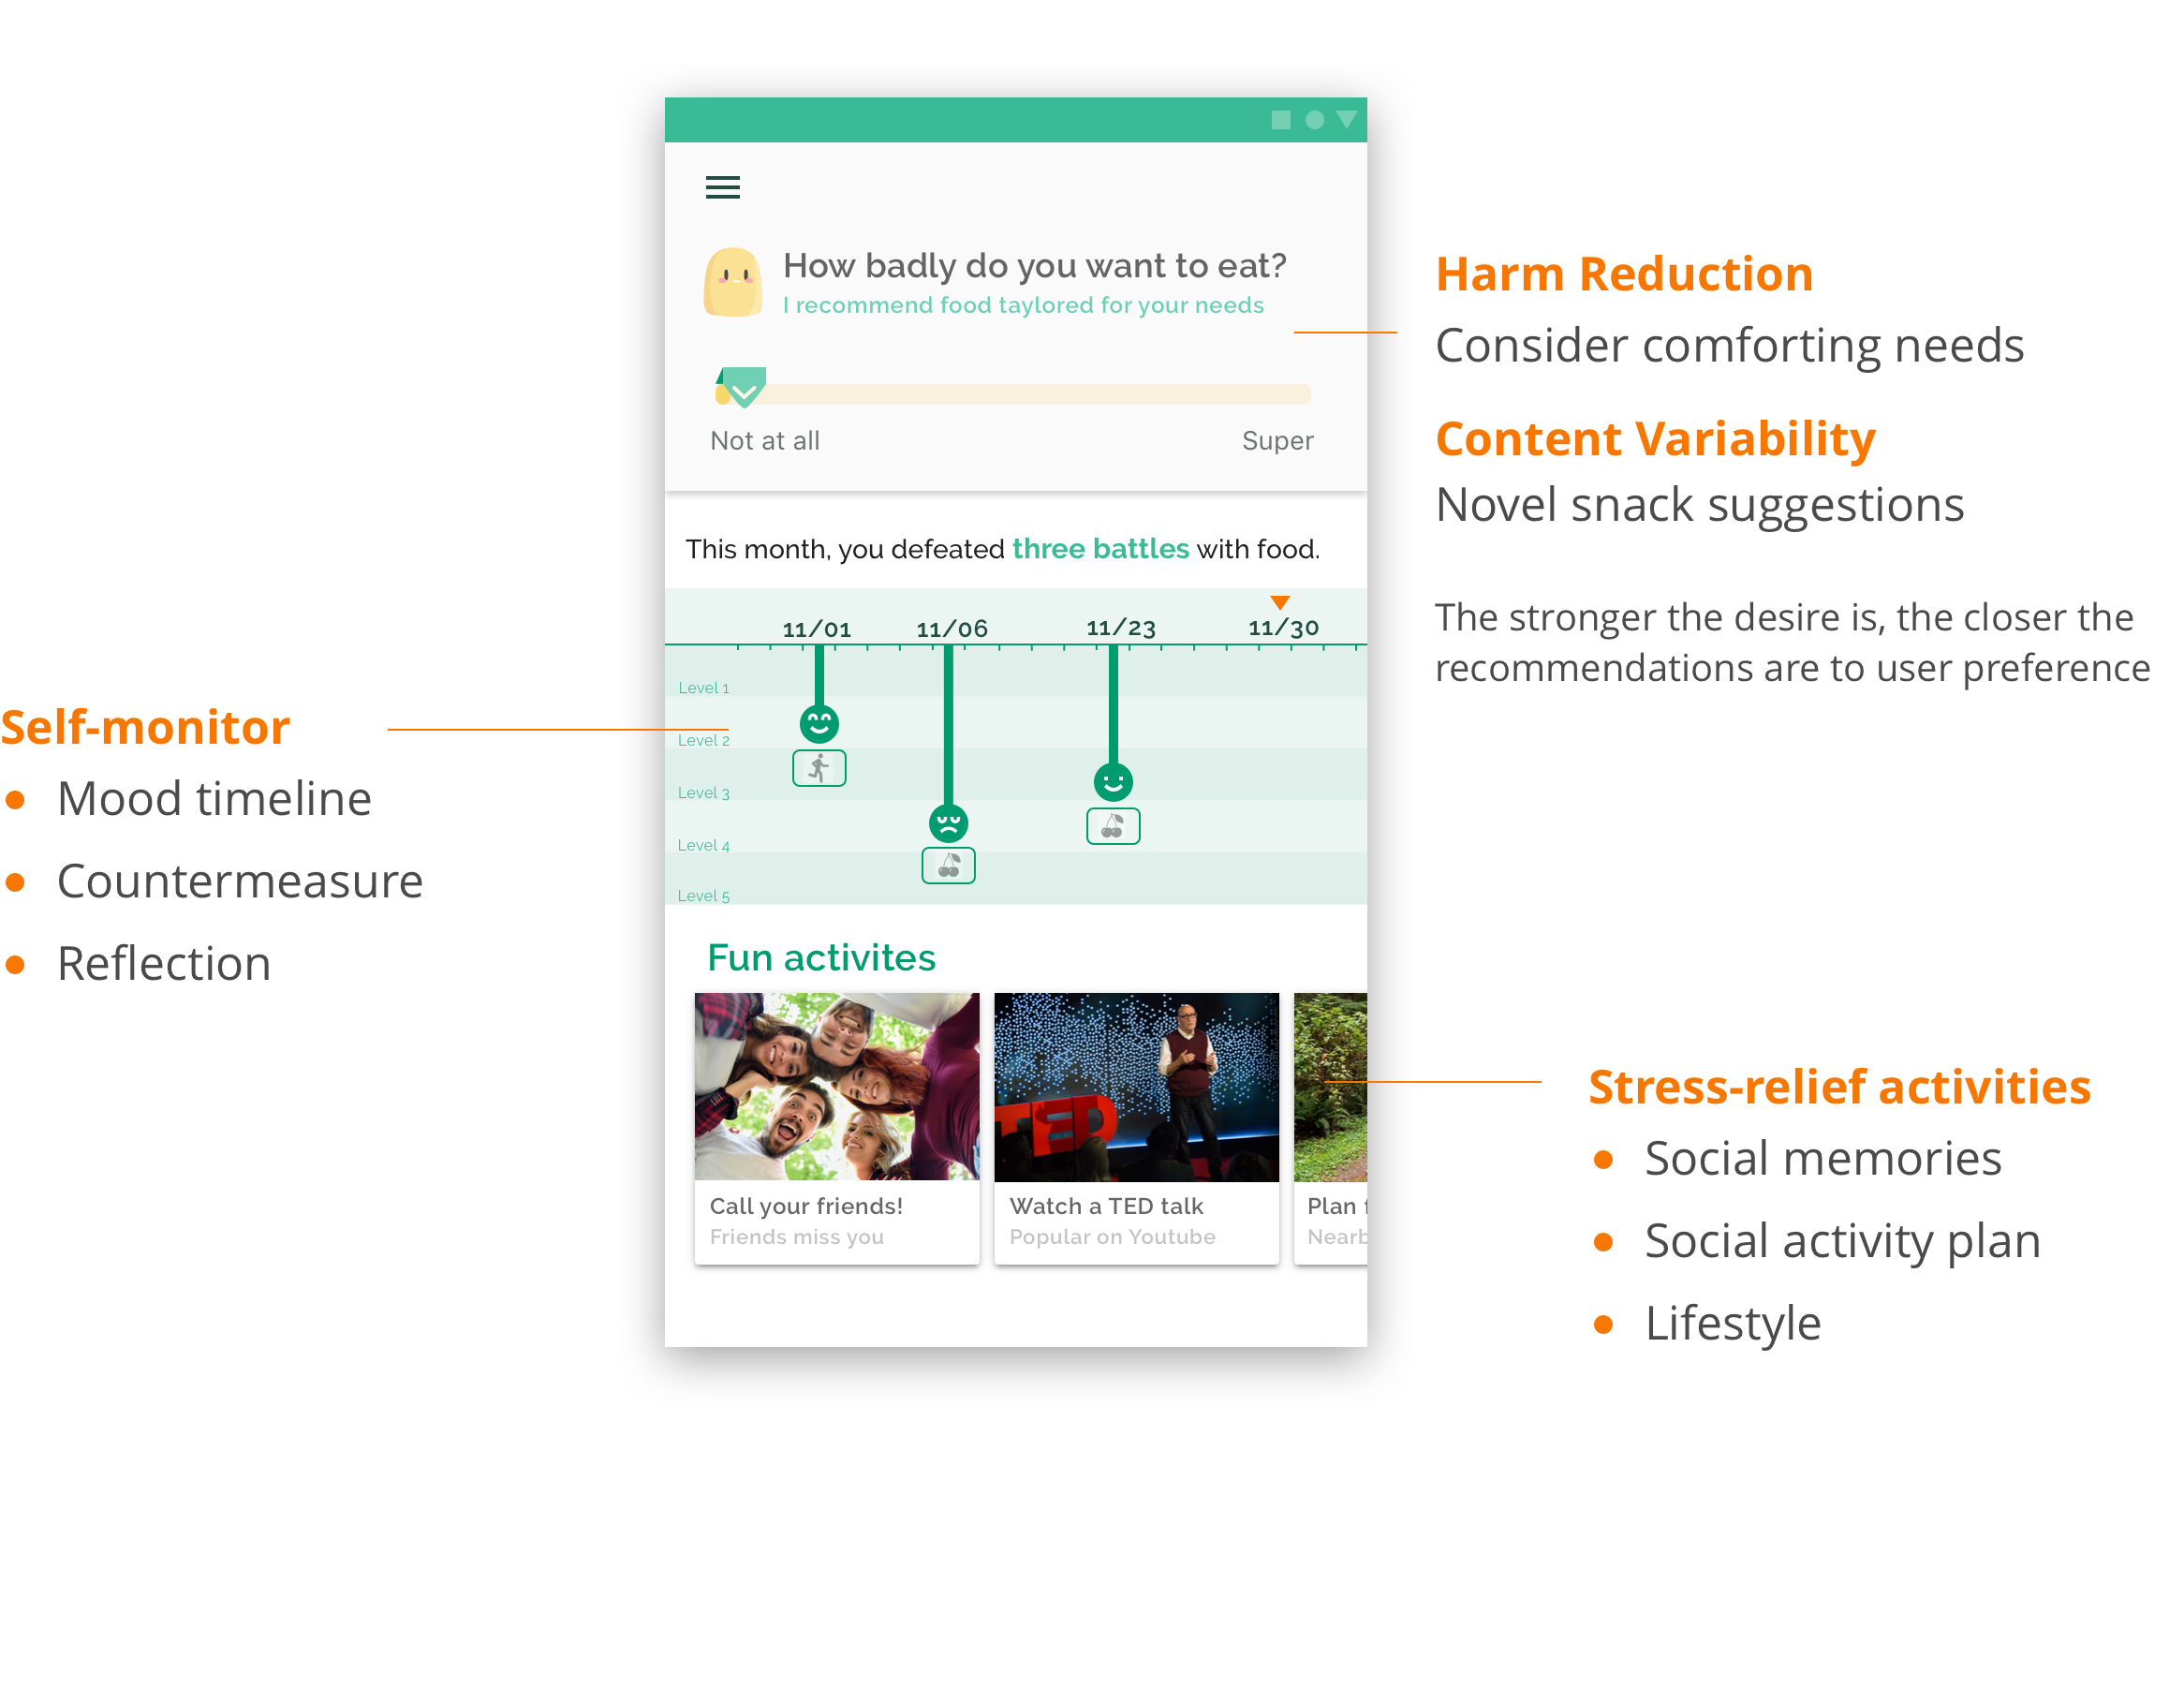 How badly do you want to eat?
I recommend food taylored for your needs
Not at all
Super
This month, you defeated three battles with food.
11/01
11/06
11/23
11/30
Level 1
Level 2
Level 3
Level 4
Level 5
Fun activites
TED
Call your friends!
Friends miss you
Watch a TED talk
Popular on Youtube
Plan
Self-monitor
Mood timeline
Countermeasure
Reflection
Harm Reduction
Consider comforting needs
Content Variability
Novel snack suggestions
The stronger the desire is, the closer the
recommendations are to user preference
Stress-relief activities
Social memories
Social activity plan
Lifestyle